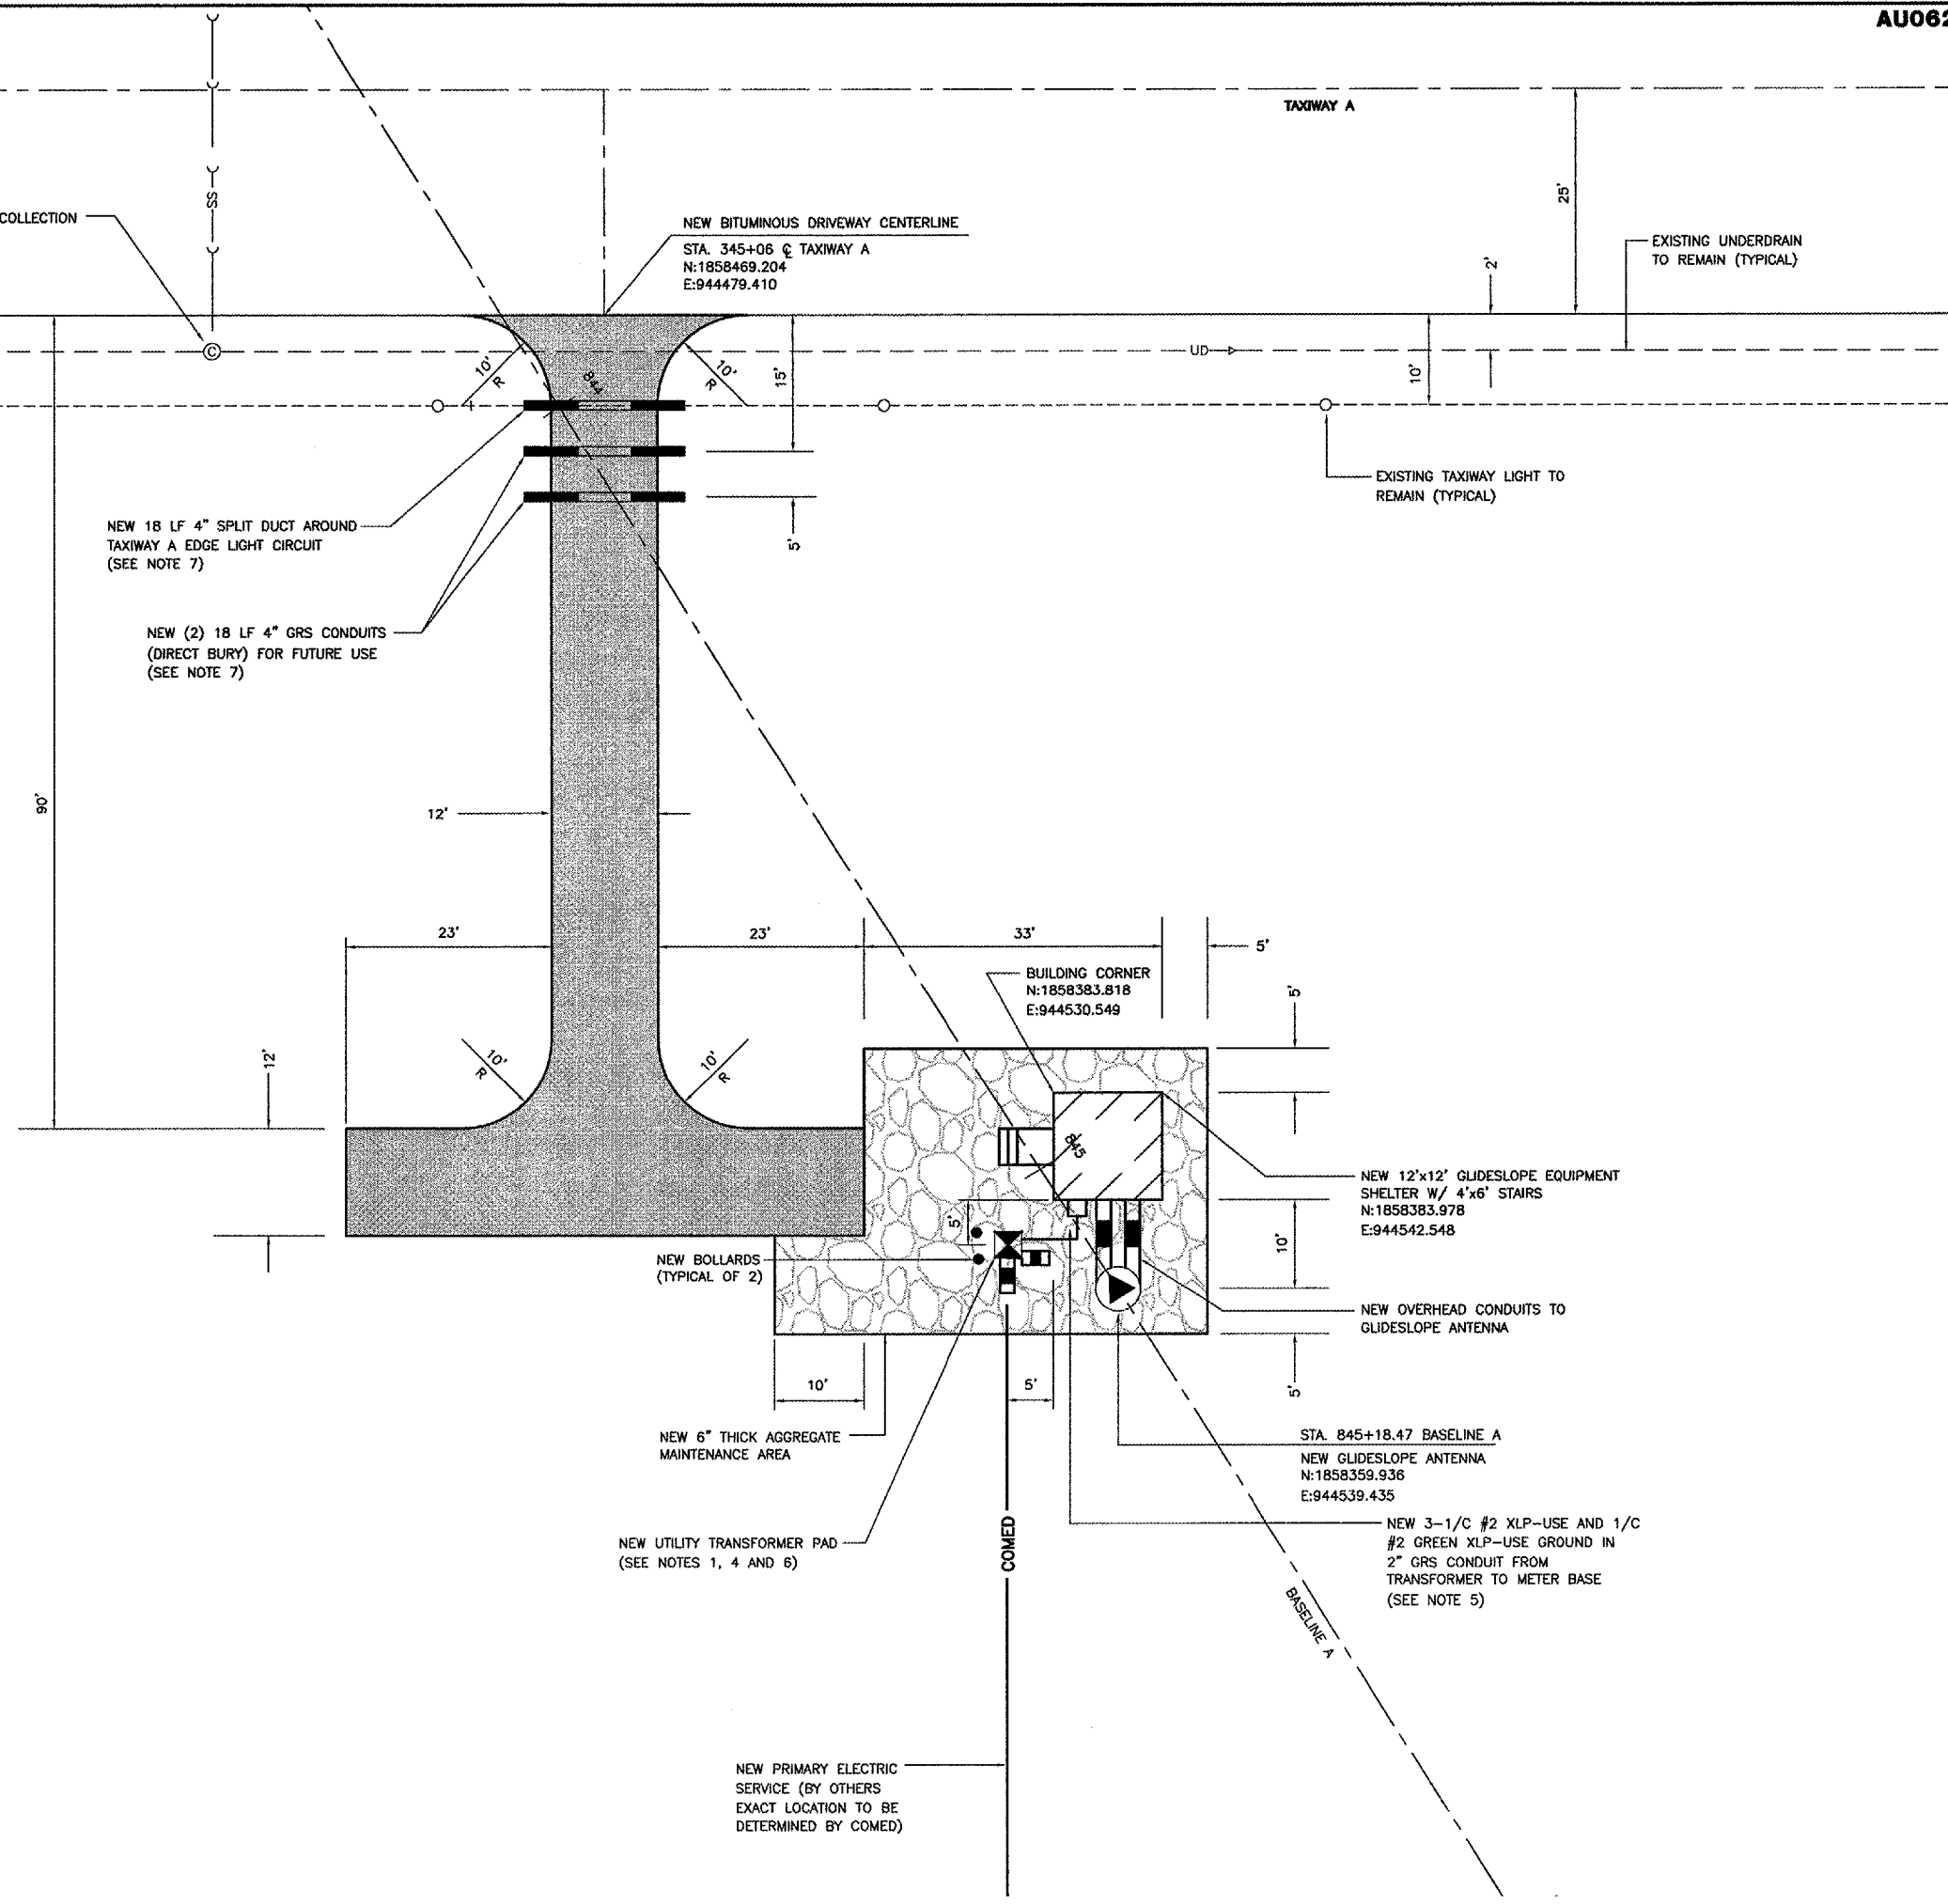 AU062
TAXIWAY A
25'
SS
COLLECTION
NEW BITUMINOUS DRIVEWAY CENTERLINE
STA. 345+06 ℄ TAXIWAY A
N:1858469.204
E:944479.410
EXISTING UNDERDRAIN
TO REMAIN (TYPICAL)
2'
C
UD
10'
R
844
10'
R
15'
10'
EXISTING TAXIWAY LIGHT TO
REMAIN (TYPICAL)
NEW 18 LF 4" SPLIT DUCT AROUND
TAXIWAY A EDGE LIGHT CIRCUIT
(SEE NOTE 7)
5'
NEW (2) 18 LF 4" GRS CONDUITS
(DIRECT BURY) FOR FUTURE USE
(SEE NOTE 7)
90'
12'
23'
23'
33'
5'
BUILDING CORNER
N:1858383.818
E:944530.549
5'
12'
10'
R
10'
R
845
NEW 12'x12' GLIDESLOPE EQUIPMENT
SHELTER W/ 4'x6' STAIRS
N:1858383.978
E:944542.548
5'
10'
NEW BOLLARDS
(TYPICAL OF 2)
NEW OVERHEAD CONDUITS TO
GLIDESLOPE ANTENNA
10'
5'
5'
NEW 6" THICK AGGREGATE
MAINTENANCE AREA
STA. 845+18.47 BASELINE A
NEW GLIDESLOPE ANTENNA
N:1858359.936
E:944539.435
NEW UTILITY TRANSFORMER PAD
(SEE NOTES 1, 4 AND 6)
COMED
NEW 3-1/C #2 XLP-USE AND 1/C
#2 GREEN XLP-USE GROUND IN
2" GRS CONDUIT FROM
TRANSFORMER TO METER BASE
(SEE NOTE 5)
BASELINE A
NEW PRIMARY ELECTRIC
SERVICE (BY OTHERS
EXACT LOCATION TO BE
DETERMINED BY COMED)